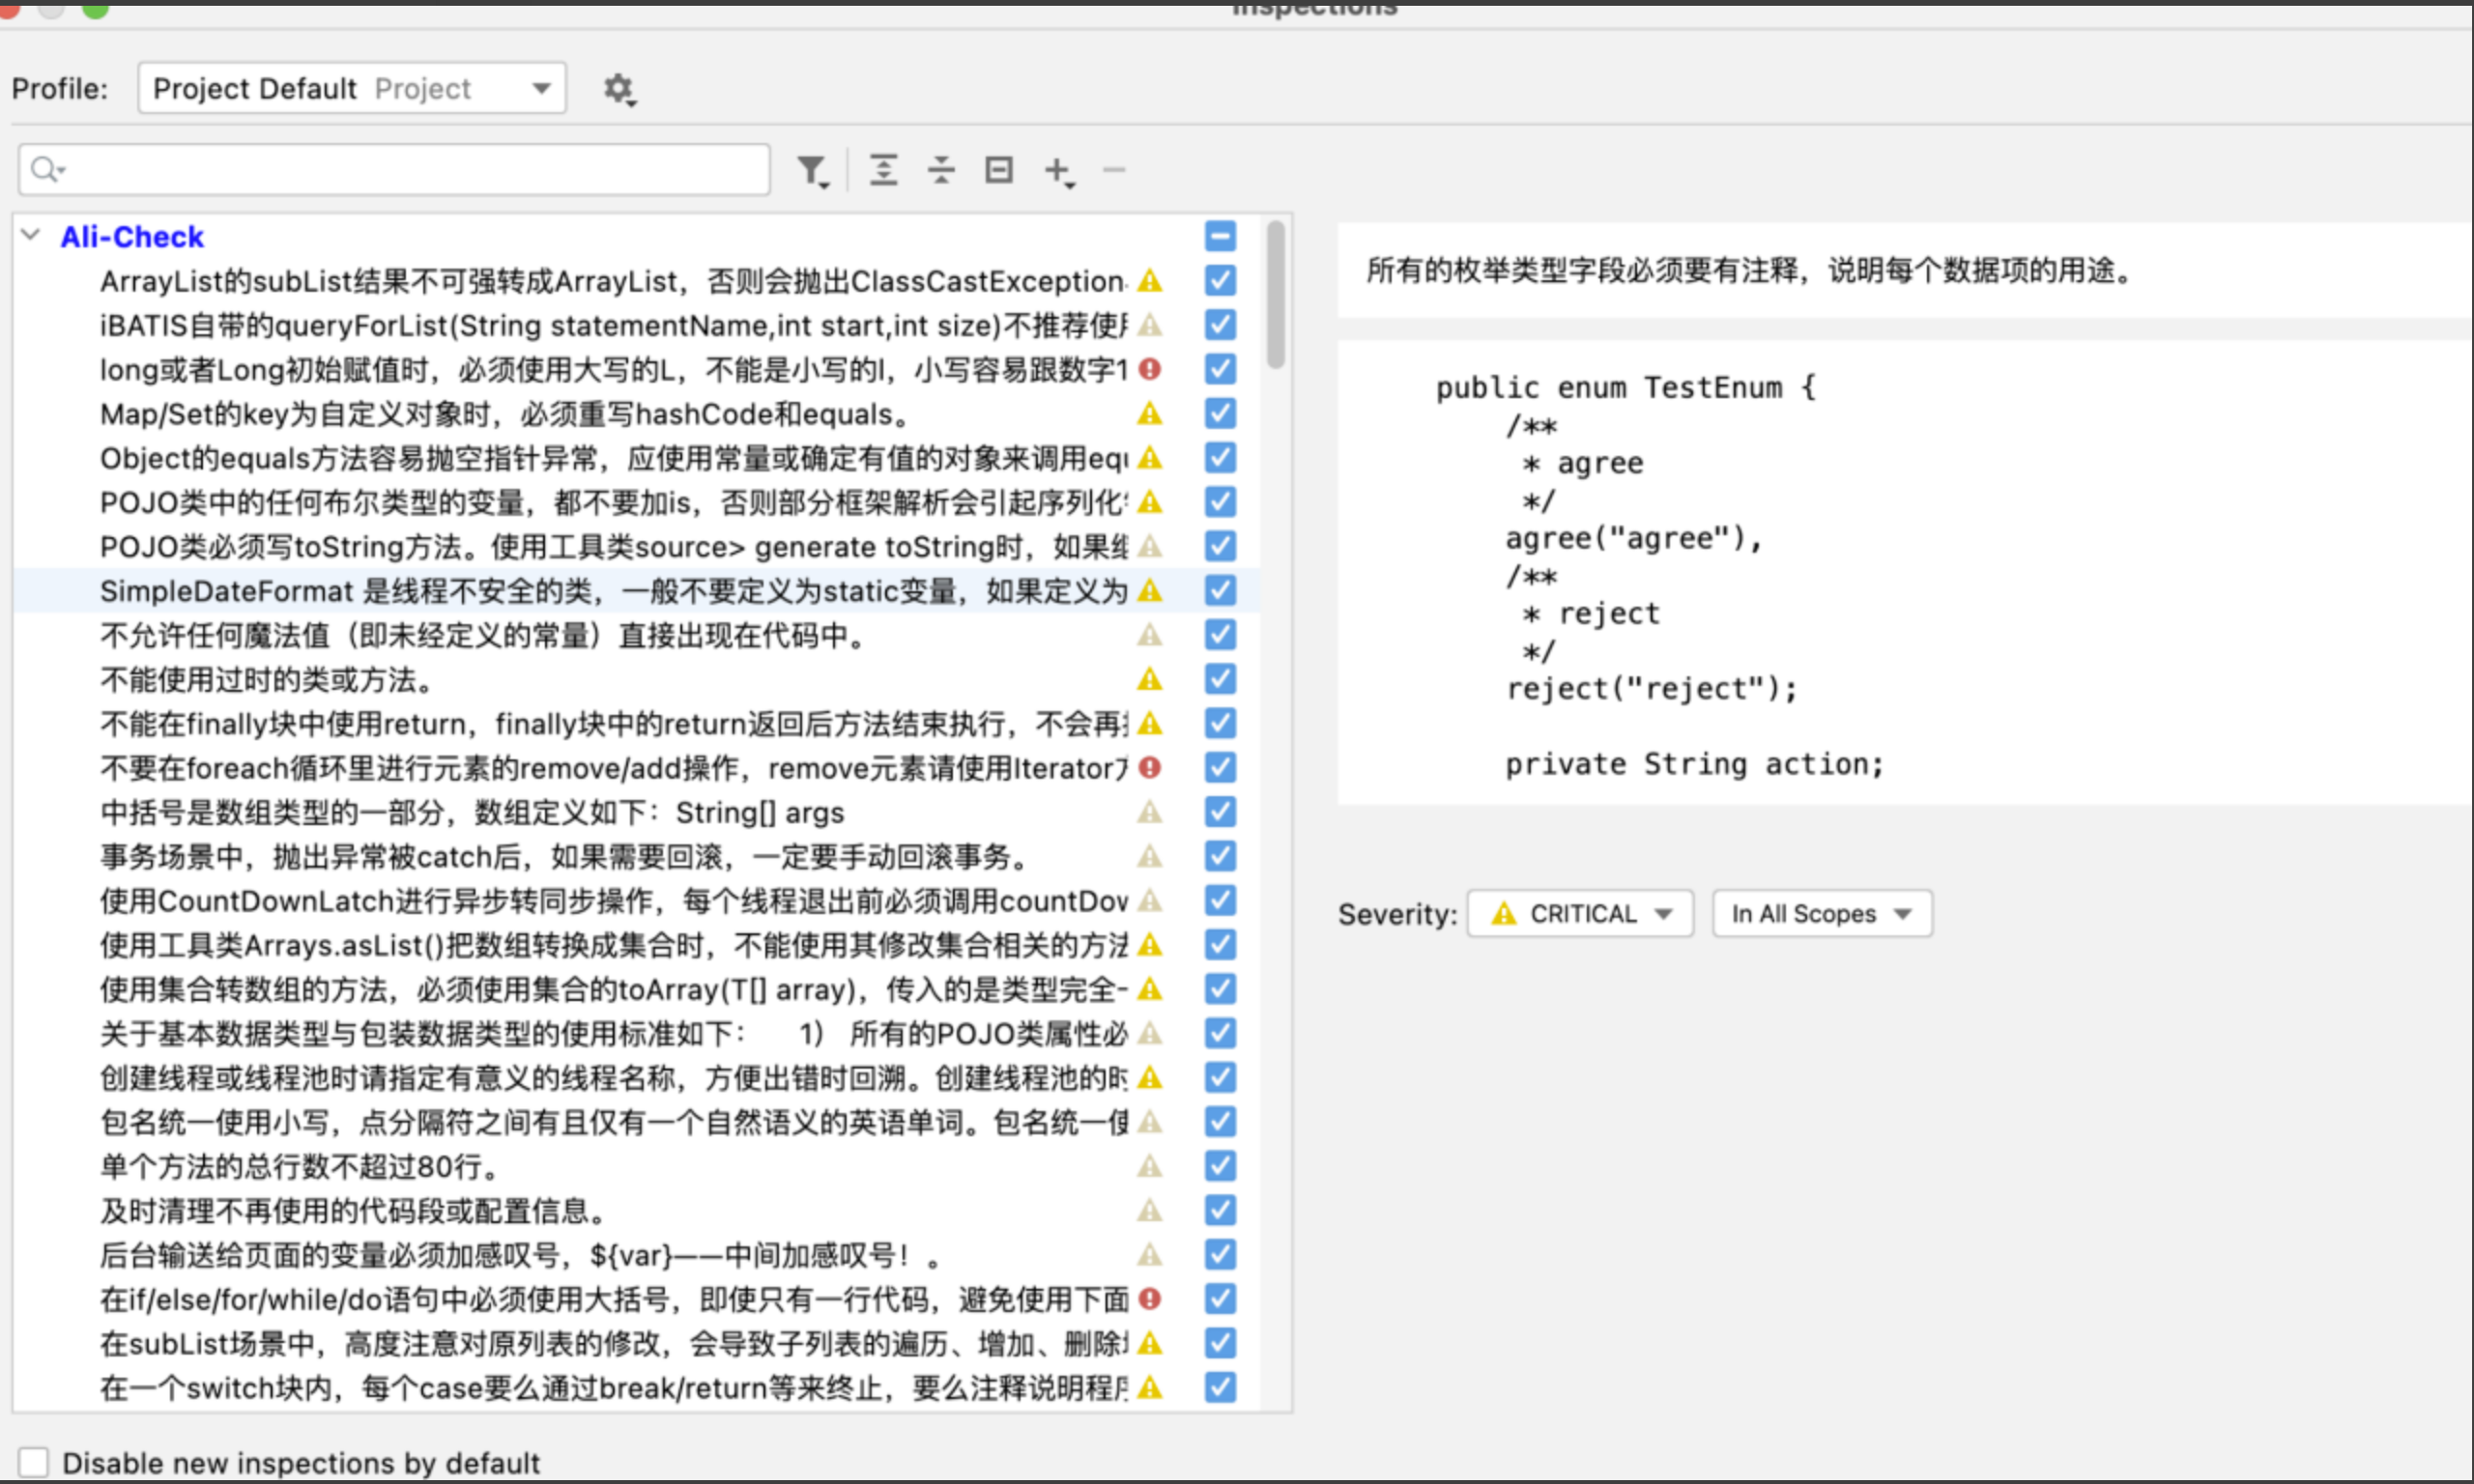 Inspections
Profile: Project Default Project
Ali-Check
ArrayList的subList结果不可强转成ArrayList，否则会抛出ClassCastException
iBATIS自带的queryForList(String statementName,int start,int size)不推荐使用
long或者Long初始赋值时，必须使用大写的L，不能是小写的l，小写容易跟数字1
Map/Set的key为自定义对象时，必须重写hashCode和equals。
Object的equals方法容易抛空指针异常，应使用常量或确定有值的对象来调用equ
POJO类中的任何布尔类型的变量，都不要加is，否则部分框架解析会引起序列化
POJO类必须写toString方法。使用工具类source> generate toString时，如果继
SimpleDateFormat 是线程不安全的类，一般不要定义为static变量，如果定义为
不允许任何魔法值（即未经定义的常量）直接出现在代码中。
不能使用过时的类或方法。
不能在finally块中使用return，finally块中的return返回后方法结束执行，不会再
不要在foreach循环里进行元素的remove/add操作，remove元素请使用Iterator方
中括号是数组类型的一部分，数组定义如下：String[] args
事务场景中，抛出异常被catch后，如果需要回滚，一定要手动回滚事务。
使用CountDownLatch进行异步转同步操作，每个线程退出前必须调用countDow
使用工具类Arrays.asList()把数组转换成集合时，不能使用其修改集合相关的方法
使用集合转数组的方法，必须使用集合的toArray(T[] array)，传入的是类型完全一
关于基本数据类型与包装数据类型的使用标准如下： 1） 所有的POJO类属性必
创建线程或线程池时请指定有意义的线程名称，方便出错时回溯。创建线程池的时
包名统一使用小写，点分隔符之间有且仅有一个自然语义的英语单词。包名统一使
单个方法的总行数不超过80行。
及时清理不再使用的代码段或配置信息。
后台输送给页面的变量必须加感叹号，${var}——中间加感叹号！。
在if/else/for/while/do语句中必须使用大括号，即使只有一行代码，避免使用下面
在subList场景中，高度注意对原列表的修改，会导致子列表的遍历、增加、删除
在一个switch块内，每个case要么通过break/return等来终止，要么注释说明程序
Disable new inspections by default
所有的枚举类型字段必须要有注释，说明每个数据项的用途。
public enum TestEnum {
/**
* agree
*/
agree("agree"),
/**
* reject
*/
reject("reject");
private String action;
Severity: CRITICAL In All Scopes